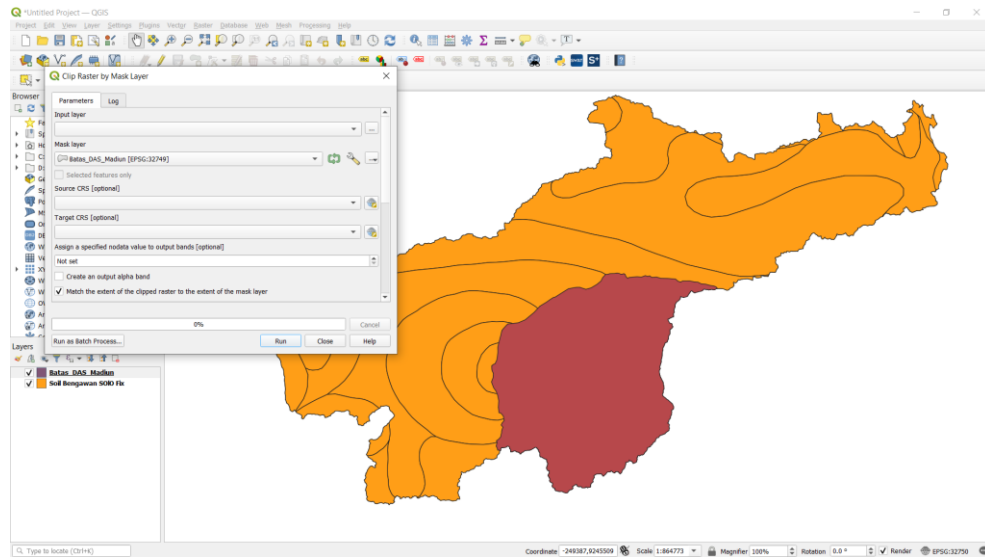 *Untitled Project — QGIS
Project Edit View Layer Settings Plugins Vector Raster Database Web Mesh Processing Help
Clip Raster by Mask Layer
Browser
Parameters Log
Input layer
Mask layer
Batas_DAS_Madiun [EPSG:32749]
Selected features only
Source CRS [optional]
Target CRS [optional]
Assign a specified nodata value to output bands [optional]
Not set
Create an output alpha band
Match the extent of the clipped raster to the extent of the mask layer
0%
Cancel
Run as Batch Process...
Run Close Help
Layers
Batas_DAS_Madiun
Soil Bengawan SOlO Fix
Type to locate (Ctrl+K)
Coordinate -249387,9245509 Scale 1:864773 Magnifier 100% Rotation 0.0 ° Render EPSG:32750